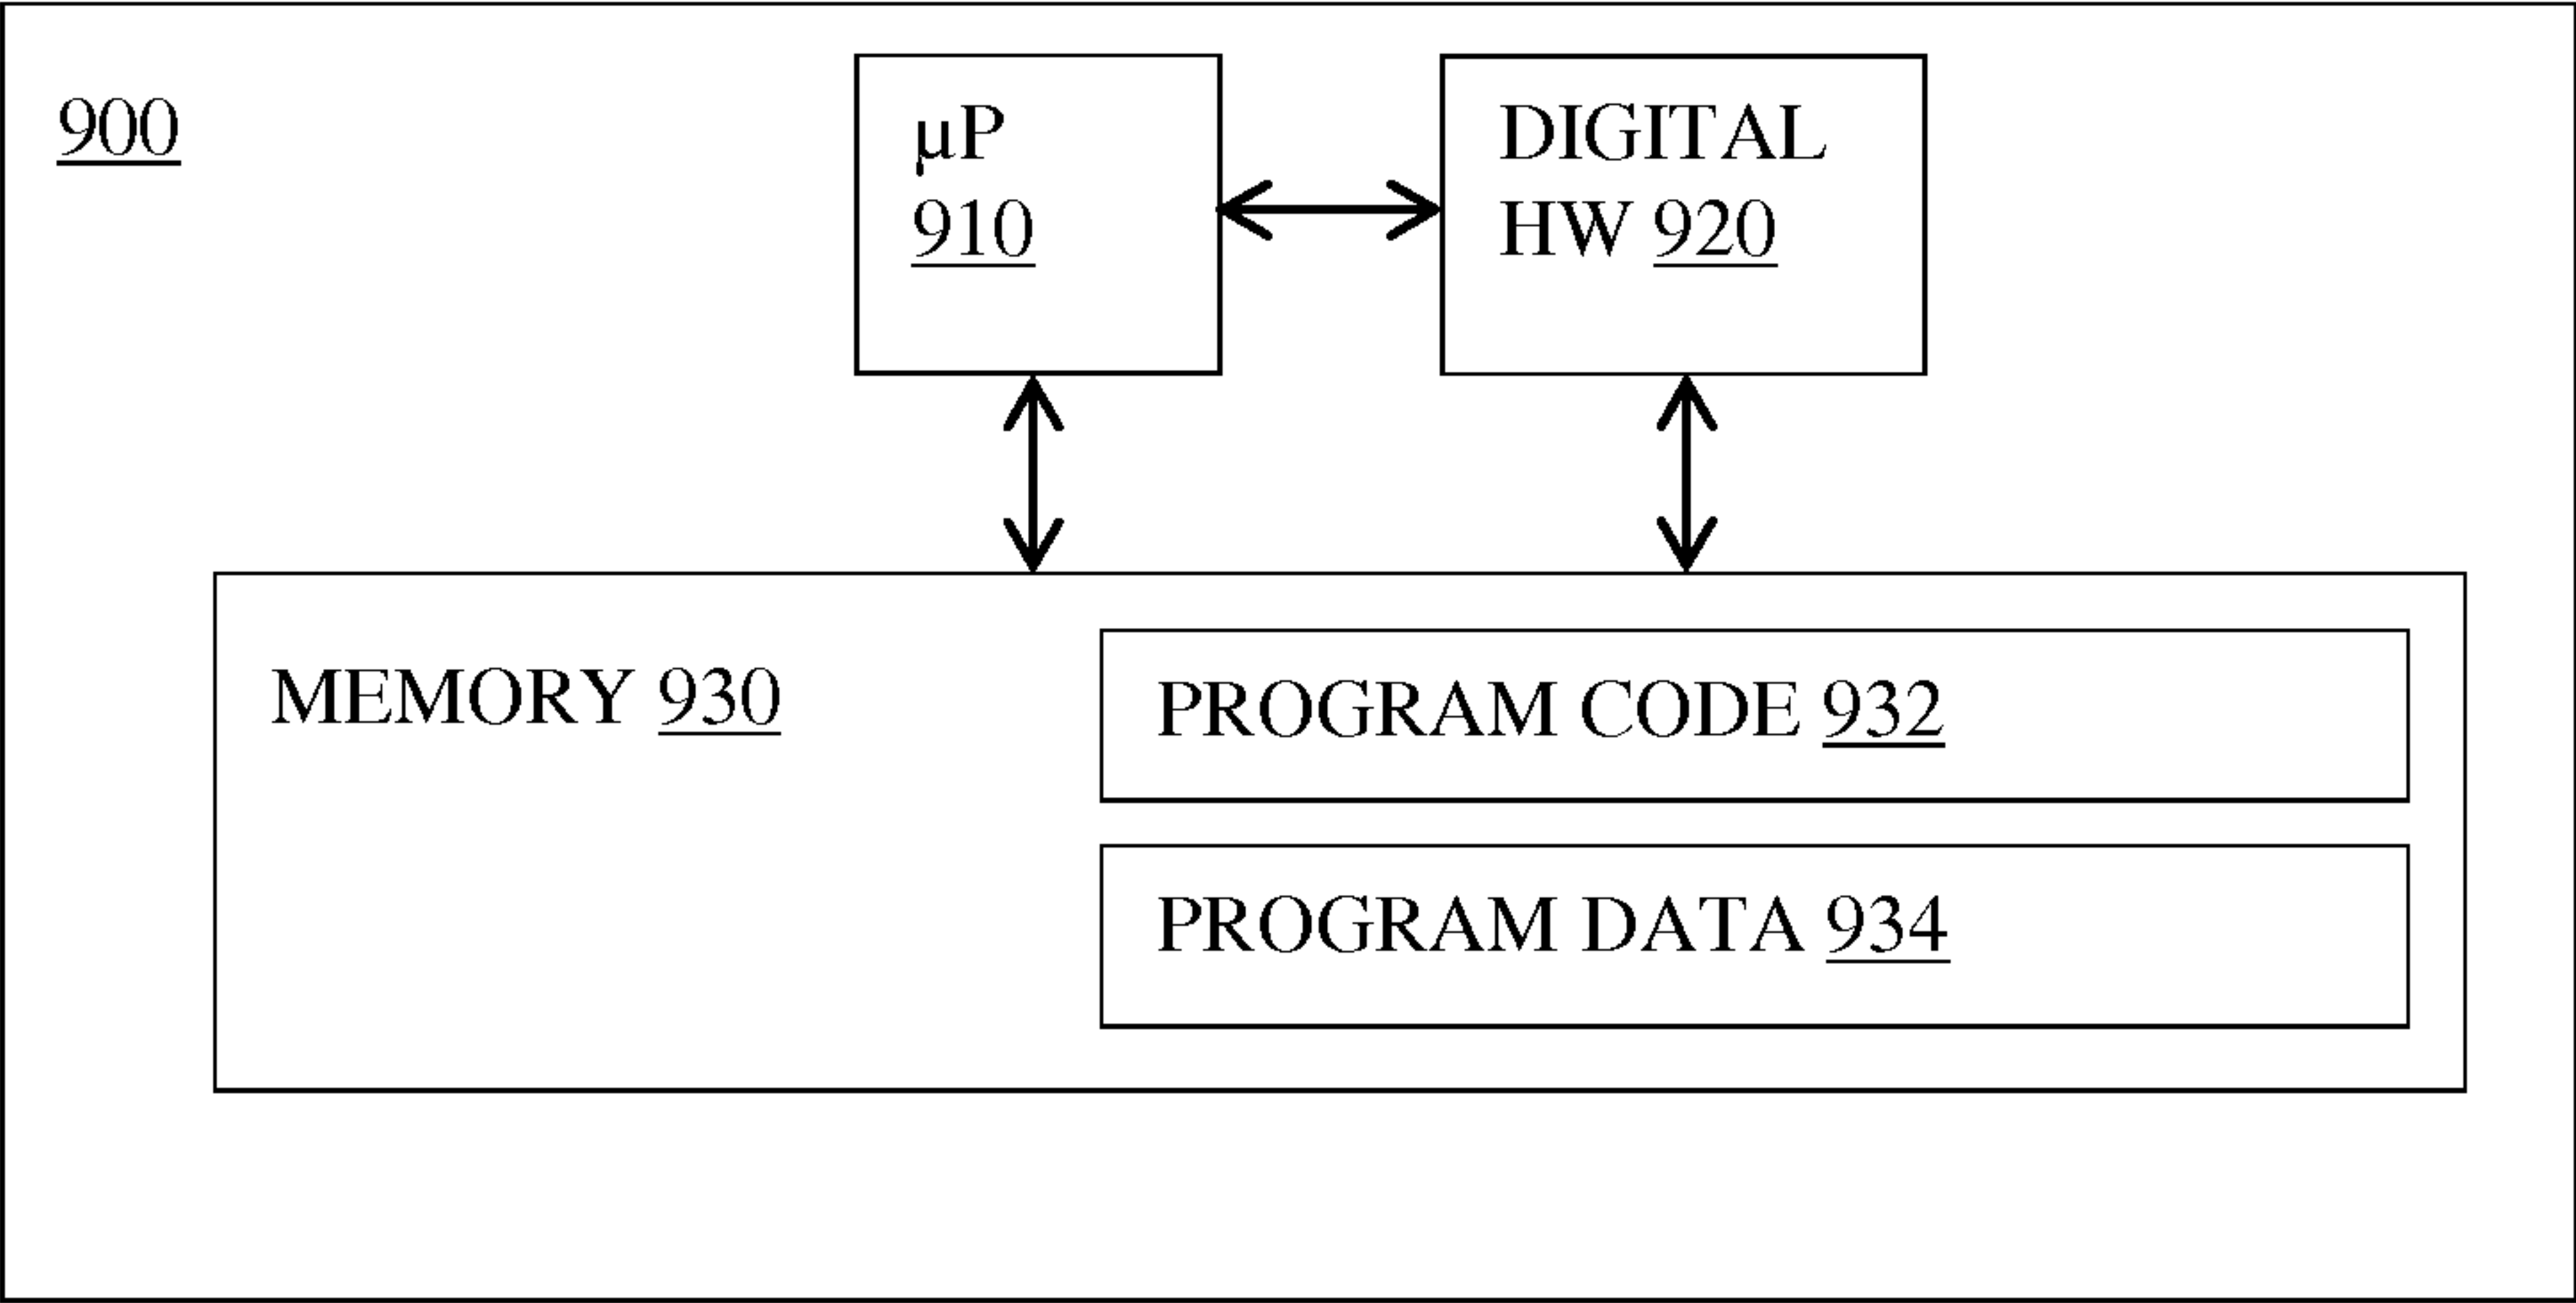 900
µP
910
DIGITAL
HW 920
MEMORY 930
PROGRAM CODE 932
PROGRAM DATA 934